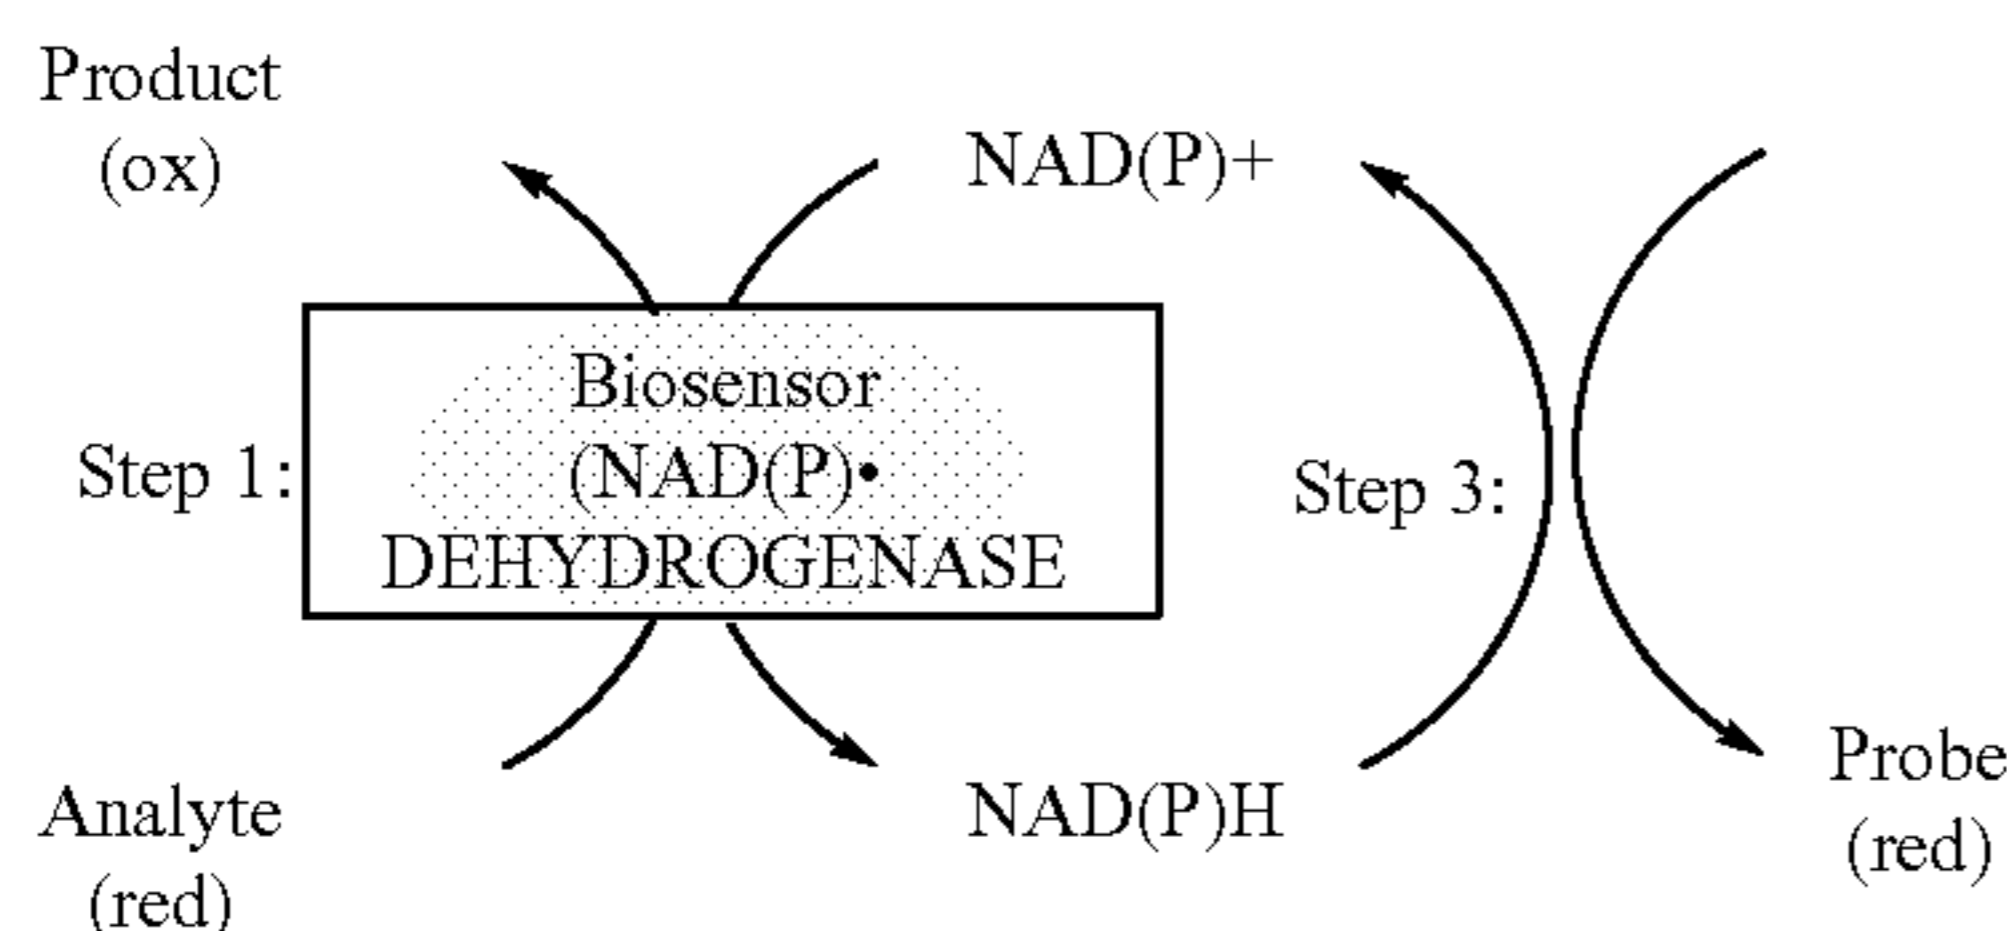 Product
(ox)
NAD(P)+
Biosensor
(NAD(P)•
DEHYDROGENASE
Step 1:
Step 3:
Analyte
(red)
NAD(P)H
Probe
(red)